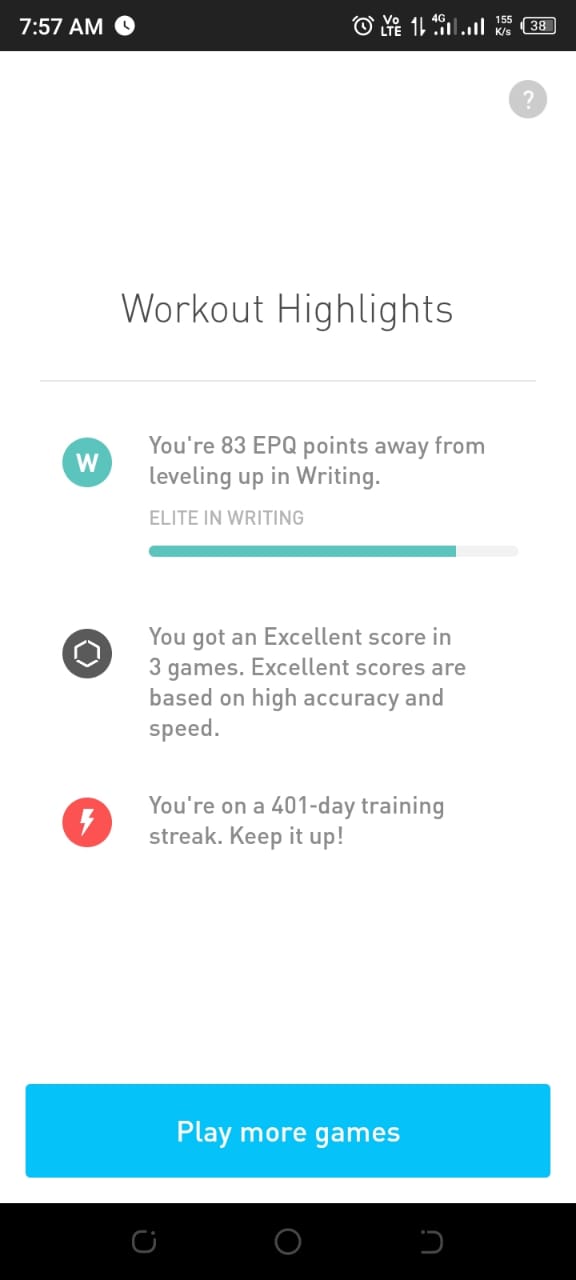 7:57 AM
Vo LTE 4G 155 K/s 38
?
Workout Highlights
W
You're 83 EPQ points away from
leveling up in Writing.
ELITE IN WRITING
You got an Excellent score in
3 games. Excellent scores are
based on high accuracy and
speed.
You're on a 401-day training
streak. Keep it up!
Play more games